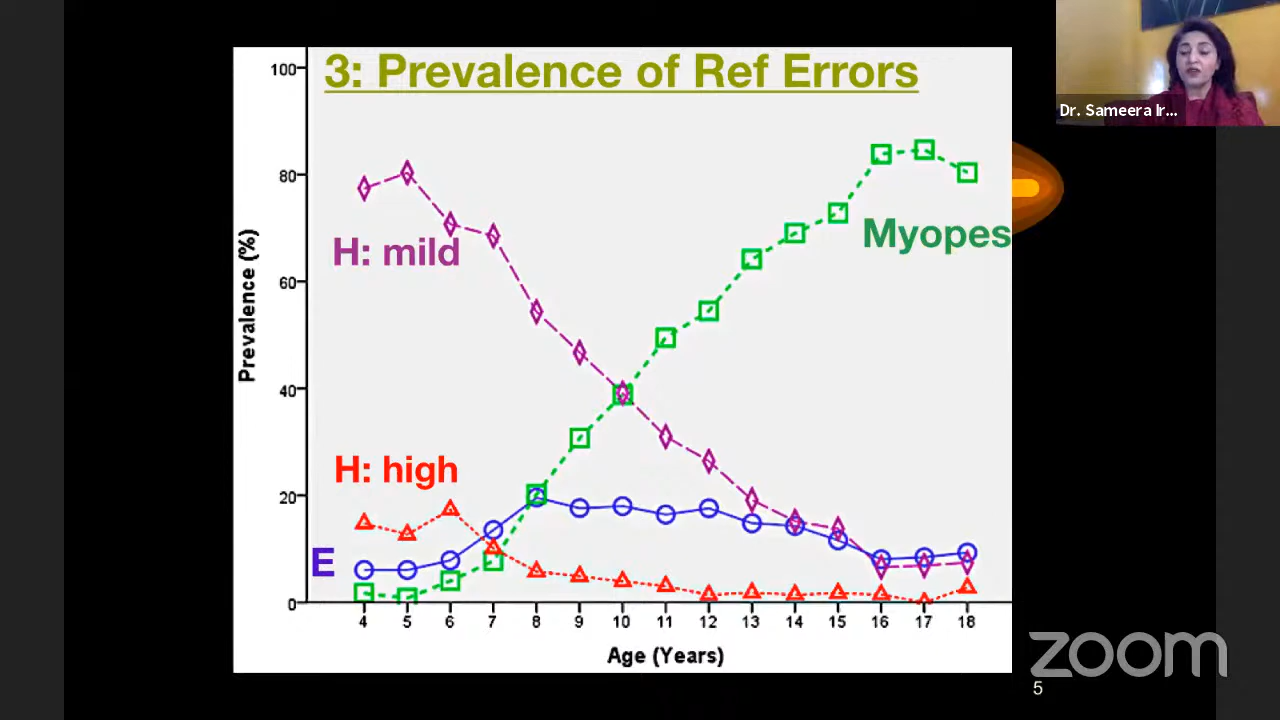 3: Prevalence of Ref Errors
Dr. Sameera Ir...
Prevalence (%)
100
80
60
40
20
0
H: mild
Myopes
H: high
E
4 5 6 7 8 9 10 11 12 13 14 15 16 17 18
Age (Years)
zoom
5